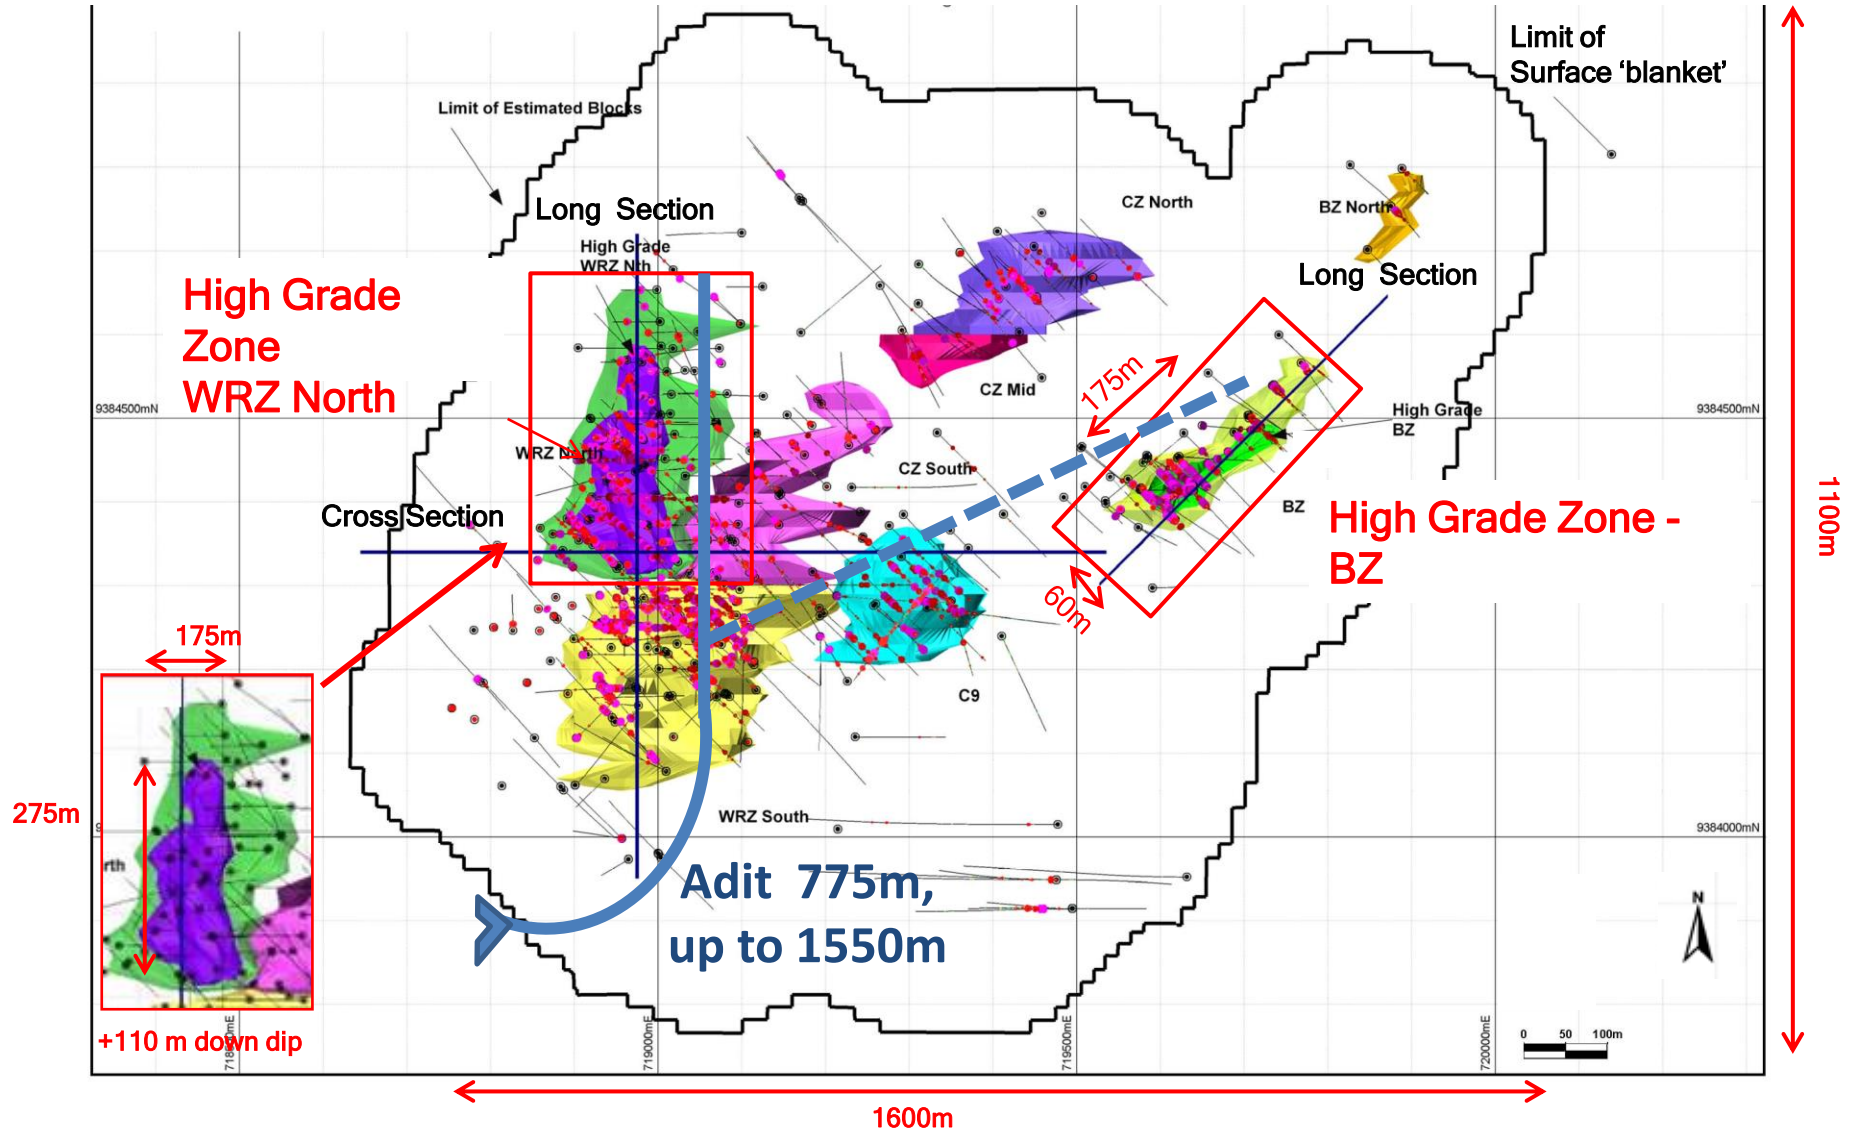 Limit of
Surface ‘blanket’
Limit of Estimated Blocks
Long Section
High Grade
WRZ Nth
CZ North
BZ North
Long Section
High Grade
Zone
WRZ North
175m
CZ Mid
9384500mN
9384500mN
High Grade
BZ
WRZ North
CZ South
Cross Section
BZ
High Grade Zone -
BZ
1100m
60m
175m
C9
275m
WRZ South
9384000mN
9
rth
Adit 775m,
up to 1550m
N
+110 m down dip
719000mE
719500mE
720000mE
0 50 100m
1600m